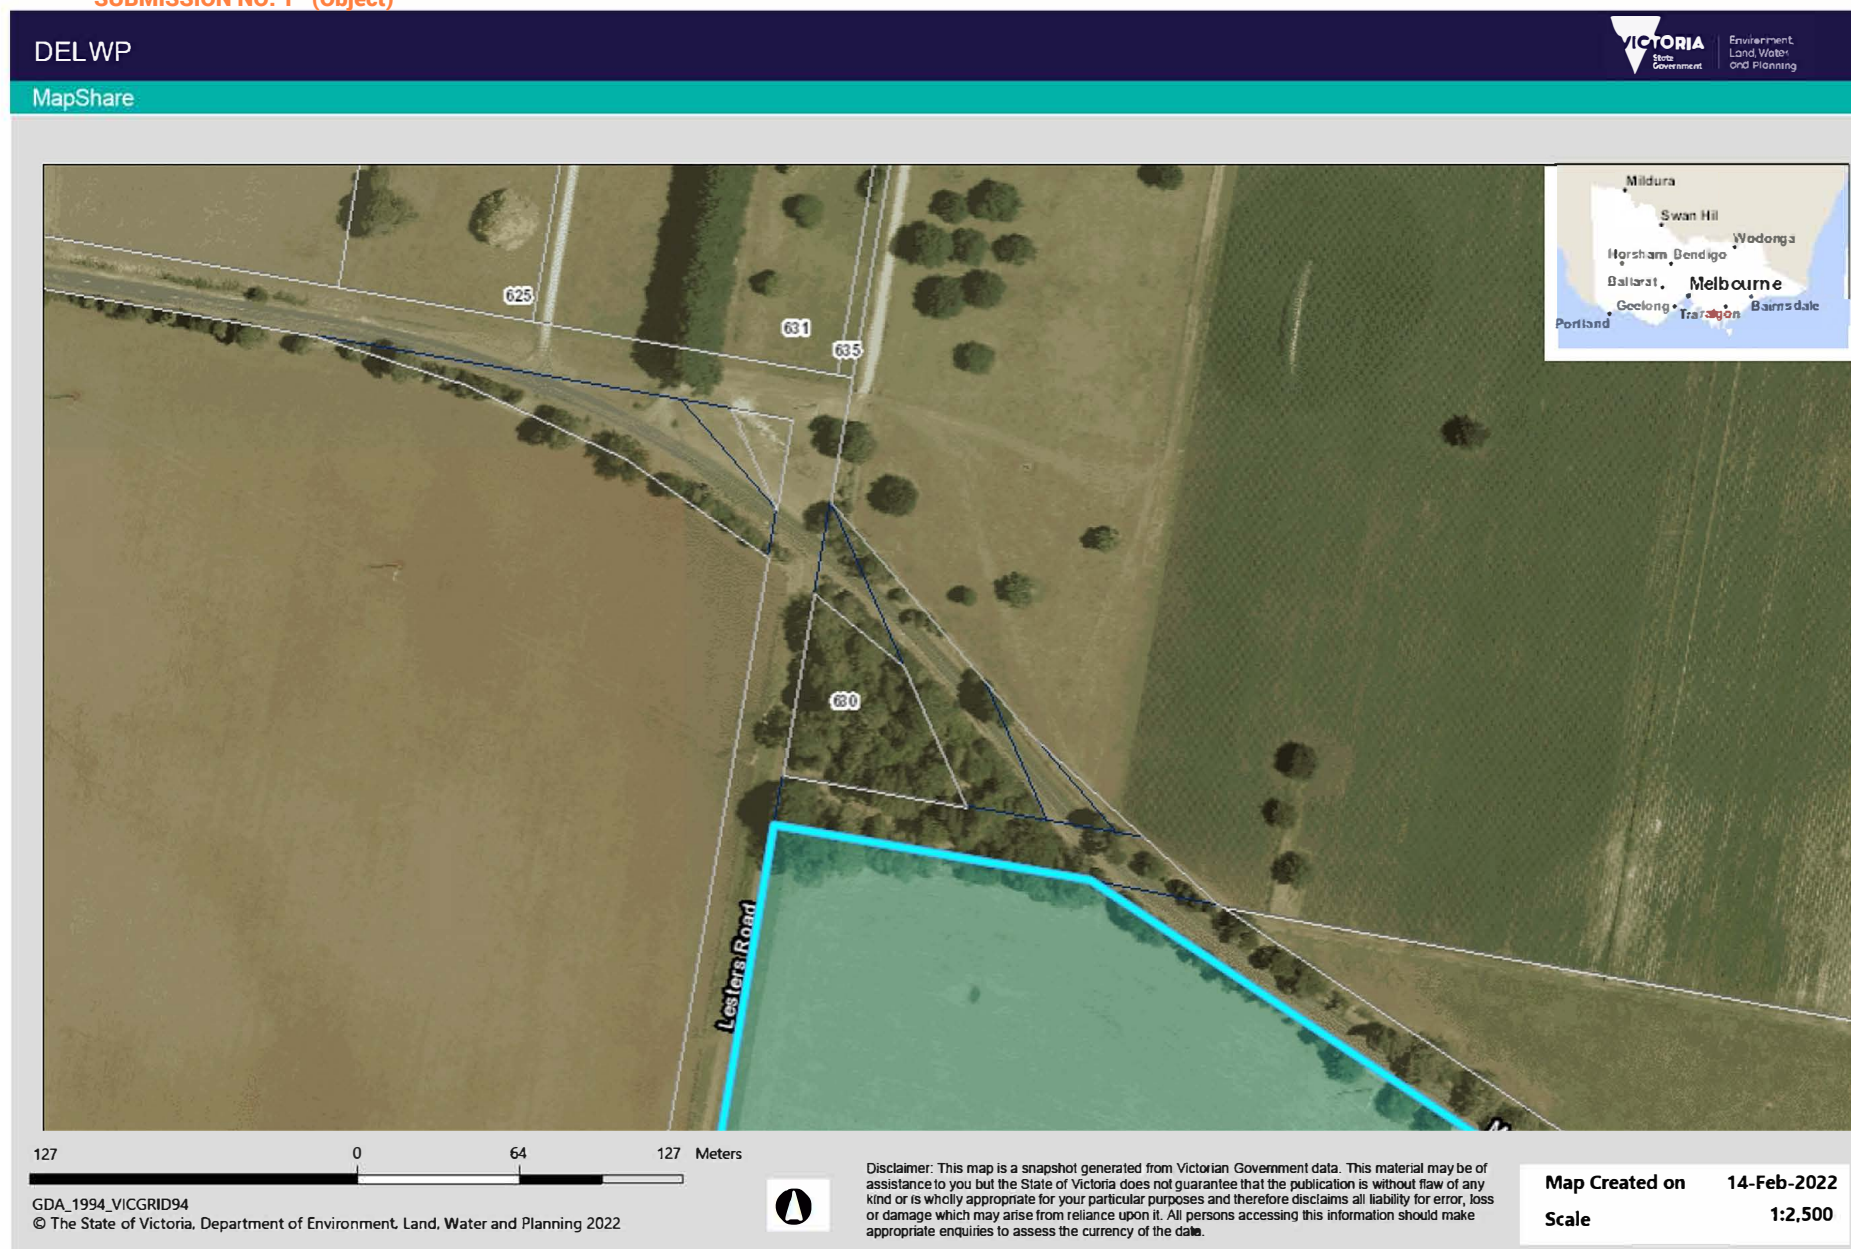 SUBMISSION NO. 1 (Object)
DELWP
VICTORIA
State
Government
Environment,
Land, Water
and Planning
MapShare
Mildura
Swan Hill
Wodonga
Horsham
Bendigo
Ballarat
Melbourne
Geelong
Traralgon
Bairnsdale
Portland
625
631
635
630
Lesters Road
M
127
0
64
127
Meters
GDA_1994_VICGRID94
© The State of Victoria, Department of Environment, Land, Water and Planning 2022
Disclaimer: This map is a snapshot generated from Victorian Government data. This material may be of
assistance to you but the State of Victoria does not guarantee that the publication is without flaw of any
kind or is wholly appropriate for your particular purposes and therefore disclaims all liability for error, loss
or damage which may arise from reliance upon it. All persons accessing this information should make
appropriate enquiries to assess the currency of the data.
Map Created on 14-Feb-2022
Scale 1:2,500